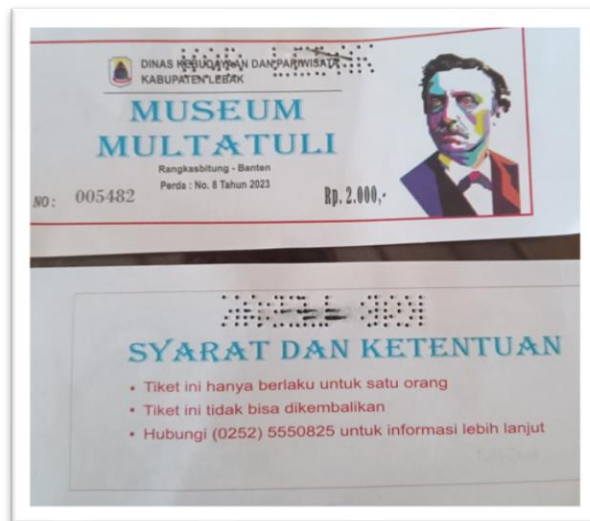 DINAS KEBUDAYAAN DAN PARIWISATA
KABUPATEN LEBAK
MUSEUM
MULTATULI
Rangkasbitung - Banten
Perda : No. 8 Tahun 2023
NO : 005482
Rp. 2.000,-
SYARAT DAN KETENTUAN
• Tiket ini hanya berlaku untuk satu orang
• Tiket ini tidak bisa dikembalikan
• Hubungi (0252) 5550825 untuk informasi lebih lanjut